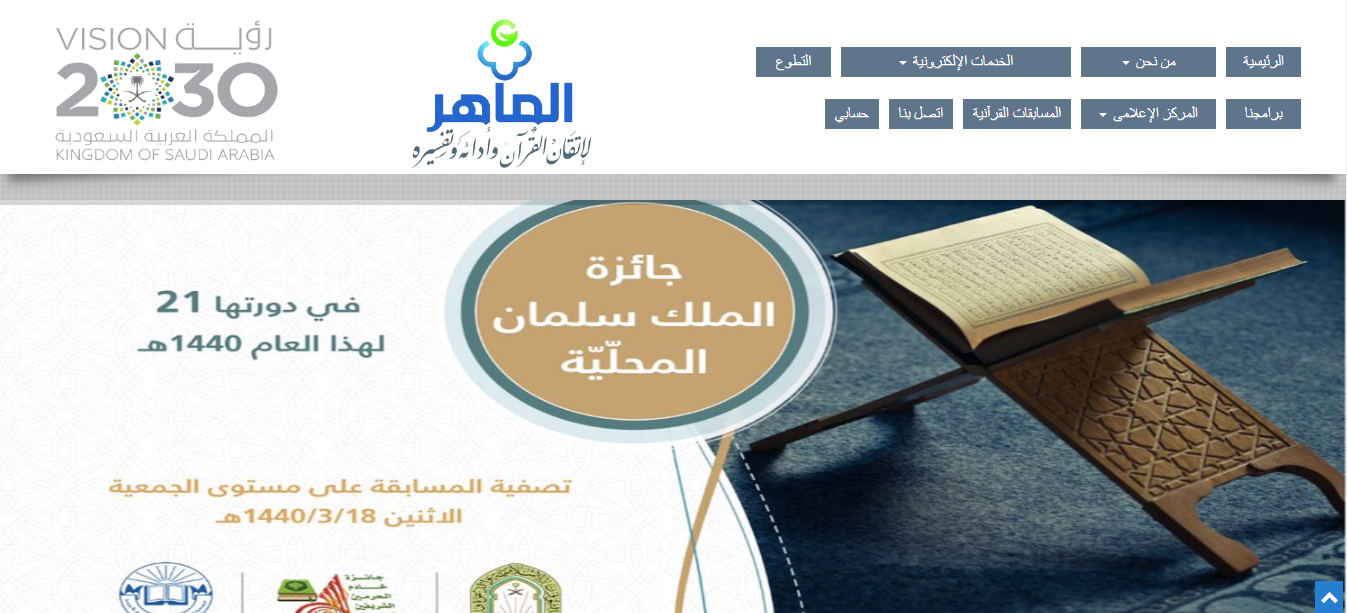 VISION رؤيــة
2030
المملكة العربية السعودية
KINGDOM OF SAUDI ARABIA
الماهر
لإتقان القرآن وأدائه وتفسيره
الرئيسية
من نحن
الخدمات الإلكترونية
التطوع
برامجنا
المركز الإعلامى
المسابقات القرآنية
اتصل بنا
حسابي
جائزة
الملك سلمان
المحلّيّة
في دورتها 21
لهذا العام 1440هـ
تصفية المسابقة على مستوى الجمعية
الاثنين 1440/3/18هـ
جائزة
خادم
الحرمين
الشريفين